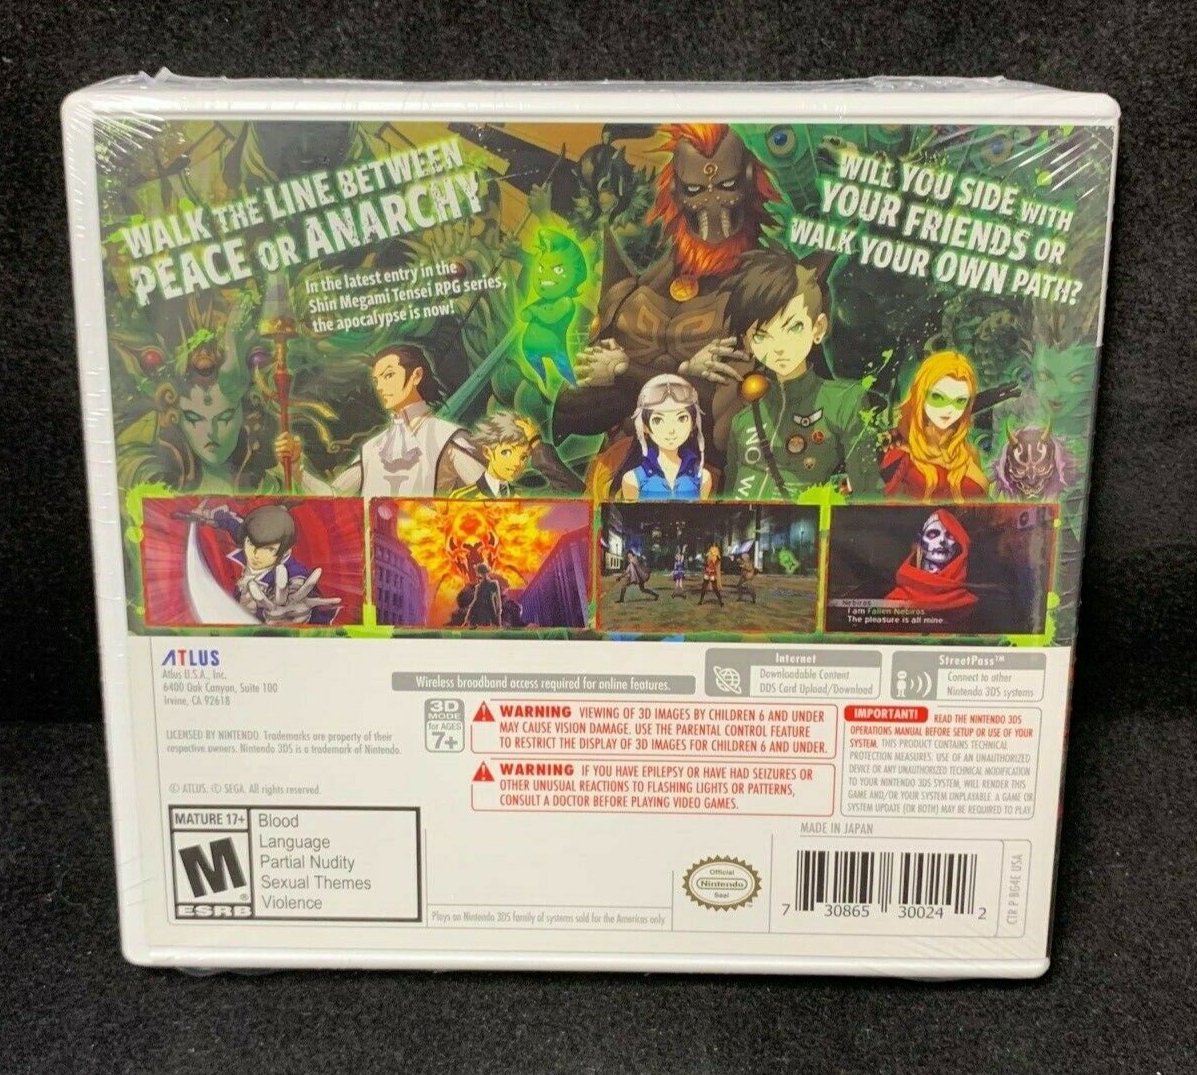 WALK THE LINE BETWEEN
PEACE OR ANARCHY
In the latest entry in the
Shin Megami Tensei RPG series,
the apocalypse is now!
WILL YOU SIDE WITH
YOUR FRIENDS OR
WALK YOUR OWN PATH?
NO W
Nebiros
I am Fallen Nebiros.
The pleasure is all mine.
ATLUS
Atlus U.S.A., Inc.
6400 Oak Canyon, Suite 100
Irvine, CA 92618
Wireless broadband access required for online features.
Internet
Downloadable Content
DDS Card Upload/Download
StreetPass™
Connect to other
Nintendo 3DS systems
LICENSED BY NINTENDO. Trademarks are property of their
respective owners. Nintendo 3DS is a trademark of Nintendo.
© ATLUS. © SEGA. All rights reserved.
3D
MODE
for AGES
7+
WARNING VIEWING OF 3D IMAGES BY CHILDREN 6 AND UNDER
MAY CAUSE VISION DAMAGE. USE THE PARENTAL CONTROL FEATURE
TO RESTRICT THE DISPLAY OF 3D IMAGES FOR CHILDREN 6 AND UNDER.
WARNING IF YOU HAVE EPILEPSY OR HAVE HAD SEIZURES OR
OTHER UNUSUAL REACTIONS TO FLASHING LIGHTS OR PATTERNS,
CONSULT A DOCTOR BEFORE PLAYING VIDEO GAMES.
IMPORTANT! READ THE NINTENDO 3DS
OPERATIONS MANUAL BEFORE SETUP OR USE OF YOUR
SYSTEM. THIS PRODUCT CONTAINS TECHNICAL
PROTECTION MEASURES. USE OF AN UNAUTHORIZED
DEVICE OR ANY UNAUTHORIZED TECHNICAL MODIFICATION
TO YOUR NINTENDO 3DS SYSTEM, WILL RENDER THIS
GAME AND/OR YOUR SYSTEM UNPLAYABLE. A GAME OR
SYSTEM UPDATE (OR BOTH) MAY BE REQUIRED TO PLAY.
MATURE 17+
M
ESRB
Blood
Language
Partial Nudity
Sexual Themes
Violence
Plays on Nintendo 3DS family of systems sold for the Americas only.
Official
Nintendo
Seal
MADE IN JAPAN
7 30865 30024 2
CTR P BG4E USA